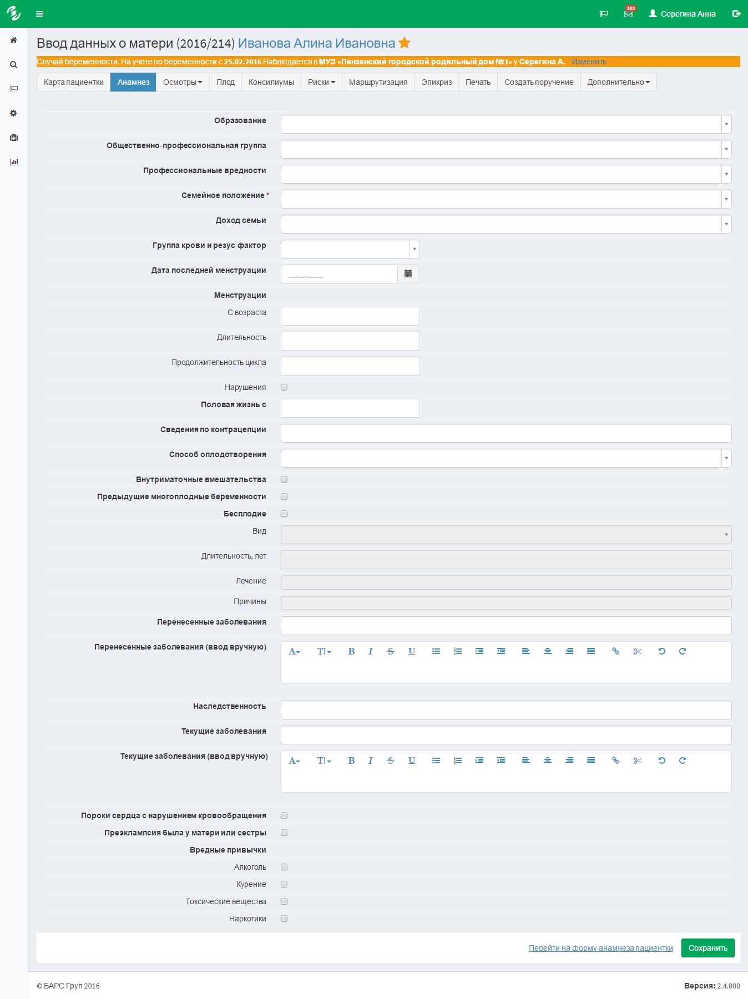 103
Серегина Анна
Ввод данных о матери (2016/214) Иванова Алина Ивановна
Случай беременности. На учёте по беременности с 25.02.2016 Наблюдается в МУЗ «Пензенский городской родильный дом №1» у Серегина А. Изменить
Карта пациентки Анамнез Осмотры Плод Консилиумы Риски Маршрутизация Эпикриз Печать Создать поручение Дополнительно
Образование
Общественно-профессиональная группа
Профессиональные вредности
Семейное положение *
Доход семьи
Группа крови и резус-фактор
Дата последней менструации __.__.____
Менструации
С возраста
Длительность
Продолжительность цикла
Нарушения
Половая жизнь с
Сведения по контрацепции
Способ оплодотворения
Внутриматочные вмешательства
Предыдущие многоплодные беременности
Бесплодие
Вид
Длительность, лет
Лечение
Причины
Перенесенные заболевания
Перенесенные заболевания (ввод вручную)
A T B I S U
Наследственность
Текущие заболевания
Текущие заболевания (ввод вручную)
A T B I S U
Пороки сердца с нарушением кровообращения
Преэклампсия была у матери или сестры
Вредные привычки
Алкоголь
Курение
Токсические вещества
Наркотики
Перейти на форму анамнеза пациентки Сохранить
© БАРС Груп 2016 Версия: 2.4.000